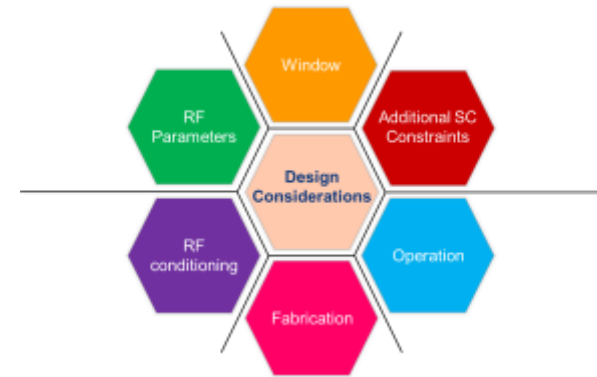 Window
RF
Parameters
Additional SC
Constraints
Design
Considerations
RF
conditioning
Operation
Fabrication